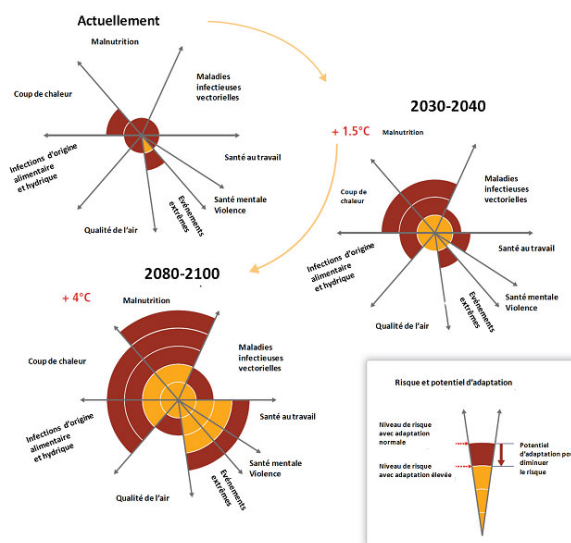 Actuellement
Malnutrition
Maladies
infectieuses
vectorielles
Coup de chaleur
Infections d'origine
alimentaire
et hydrique
Santé au travail
Santé mentale
Violence
Evénements
extrêmes
Qualité de l'air
2030-2040
+ 1.5°C
Malnutrition
Maladies
infectieuses
vectorielles
Coup de
chaleur
Infections d'origine
alimentaire
et hydrique
Santé au travail
Santé mentale
Violence
Evénements
extrêmes
Qualité de l'air
2080-2100
+ 4°C
Malnutrition
Maladies
infectieuses
vectorielles
Coup de chaleur
Infections d'origine
alimentaire
et hydrique
Santé au travail
Santé mentale
Violence
Evénements
extrêmes
Qualité de l'air
Risque et potentiel d'adaptation
Niveau de risque
avec adaptation
normale
Niveau de risque
avec adaptation élevée
Potentiel
d'adaptation pou
diminuer
le risque